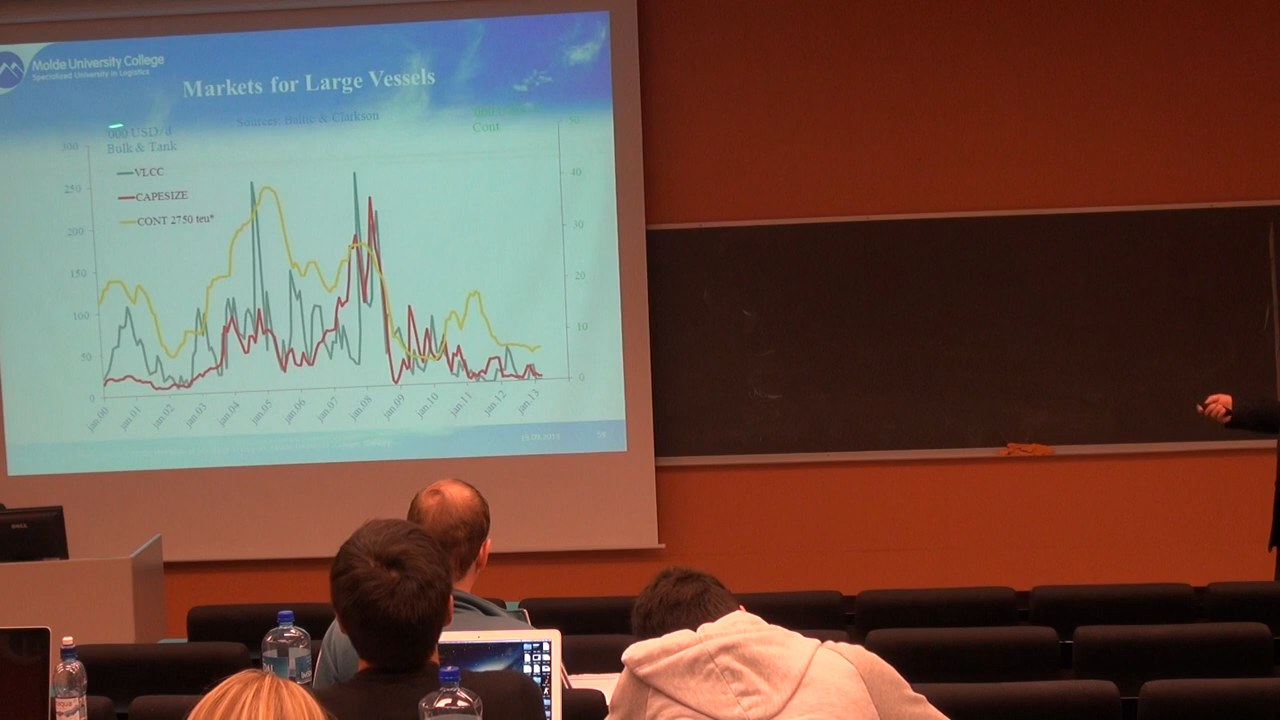 Molde University College
Specialized University in Logistics
Markets for Large Vessels
Sources: Baltic & Clarkson
000 USD/d
Bulk & Tank
Cont
300
250
200
150
100
50
0
50
40
30
20
10
0
VLCC
CAPESIZE
CONT 2750 teu*
jan.00
jan.01
jan.02
jan.03
jan.04
jan.05
jan.06
jan.07
jan.08
jan.09
jan.10
jan.11
jan.12
jan.13
DELL